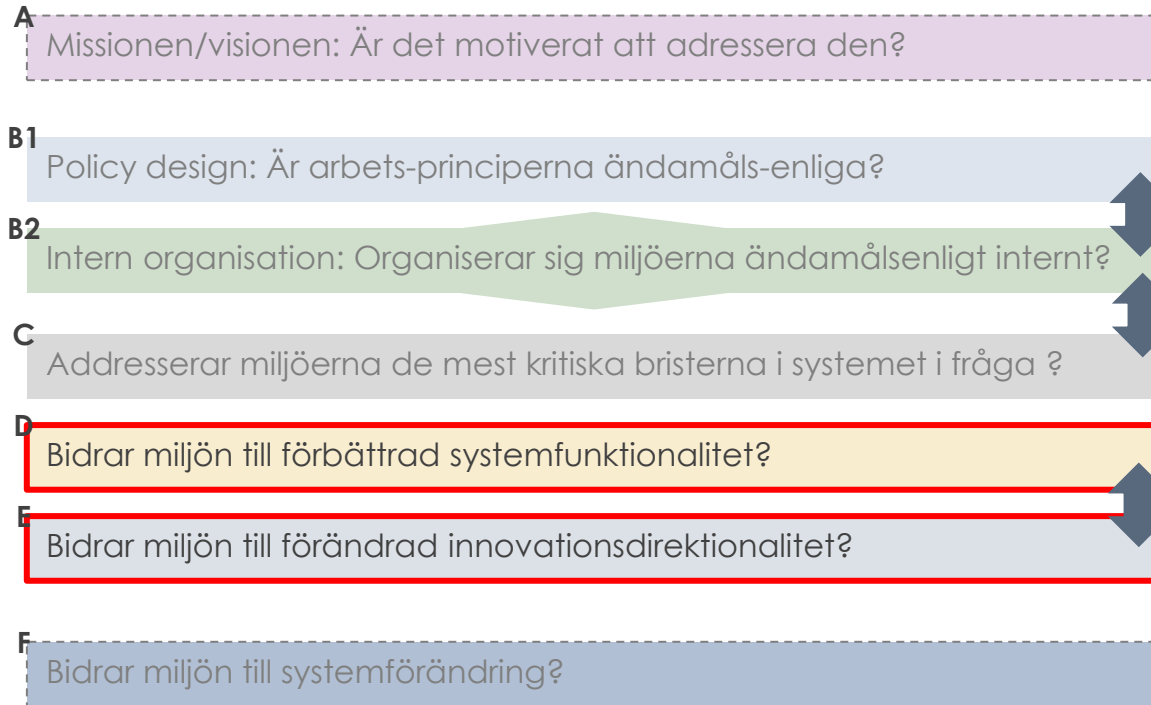 A
Missionen/visionen: Är det motiverat att adressera den?
B1
Policy design: Är arbets-principerna ändamåls-enliga?
B2
Intern organisation: Organiserar sig miljöerna ändamålsenligt internt?
C
Addresserar miljöerna de mest kritiska bristerna i systemet i fråga ?
D
Bidrar miljön till förbättrad systemfunktionalitet?
E
Bidrar miljön till förändrad innovationsdirektionalitet?
F
Bidrar miljön till systemförändring?